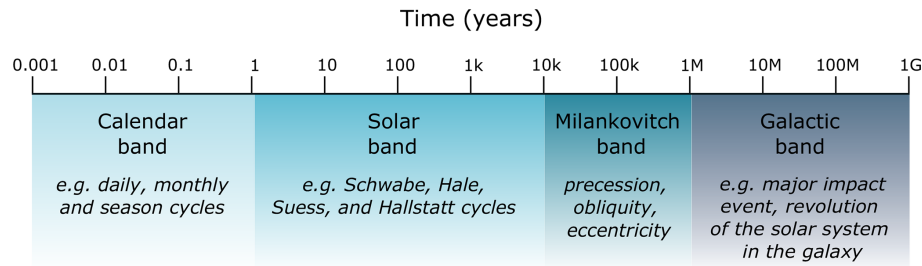 Time (years)
0.001 0.01 0.1 1 10 100 1k 10k 100k 1M 10M 100M 1G
Calendar
band
e.g. daily, monthly
and season cycles
Solar
band
e.g. Schwabe, Hale,
Suess, and Hallstatt cycles
Milankovitch
band
precession,
obliquity,
eccentricity
Galactic
band
e.g. major impact
event, revolution
of the solar system
in the galaxy